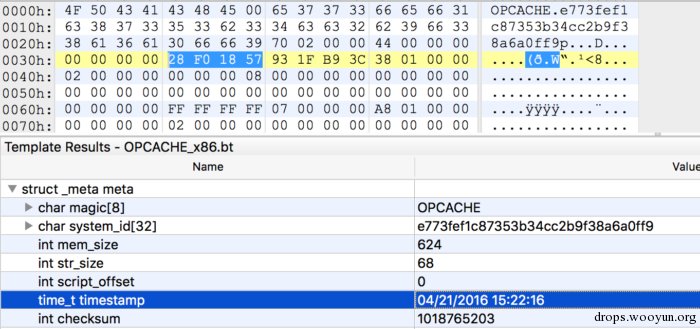 0000h: 4F 50 43 41 43 48 45 00 65 37 37 33 66 65 66 31 OPCACHE.e773fef1
0010h: 63 38 37 33 35 33 62 33 34 63 63 32 62 39 66 33 c87353b34cc2b9f3
0020h: 38 61 36 61 30 66 66 39 70 02 00 00 44 00 00 00 8a6a0ff9p...D...
0030h: 00 00 00 00 28 F0 18 57 93 1F B9 3C 38 01 00 00 ....(ð.W“.¹<8...
0040h: 02 00 00 00 00 00 00 08 00 00 00 00 00 00 00 00 ................
0050h: 00 00 00 00 00 00 00 00 00 00 00 00 00 00 00 00 ................
0060h: 00 00 00 00 FF FF FF FF 07 00 00 00 A8 01 00 00 ....ÿÿÿÿ....¨...
0070h: 00 00 00 00 02 00 00 00 00 00 00 00 00 00 00 00 ................
Template Results - OPCACHE_x86.bt
Name Value
struct _meta meta
char magic[8] OPCACHE
char system_id[32] e773fef1c87353b34cc2b9f38a6a0ff9
int mem_size 624
int str_size 68
int script_offset 0
time_t timestamp 04/21/2016 15:22:16
int checksum 1018765203
drops.wooyun.org